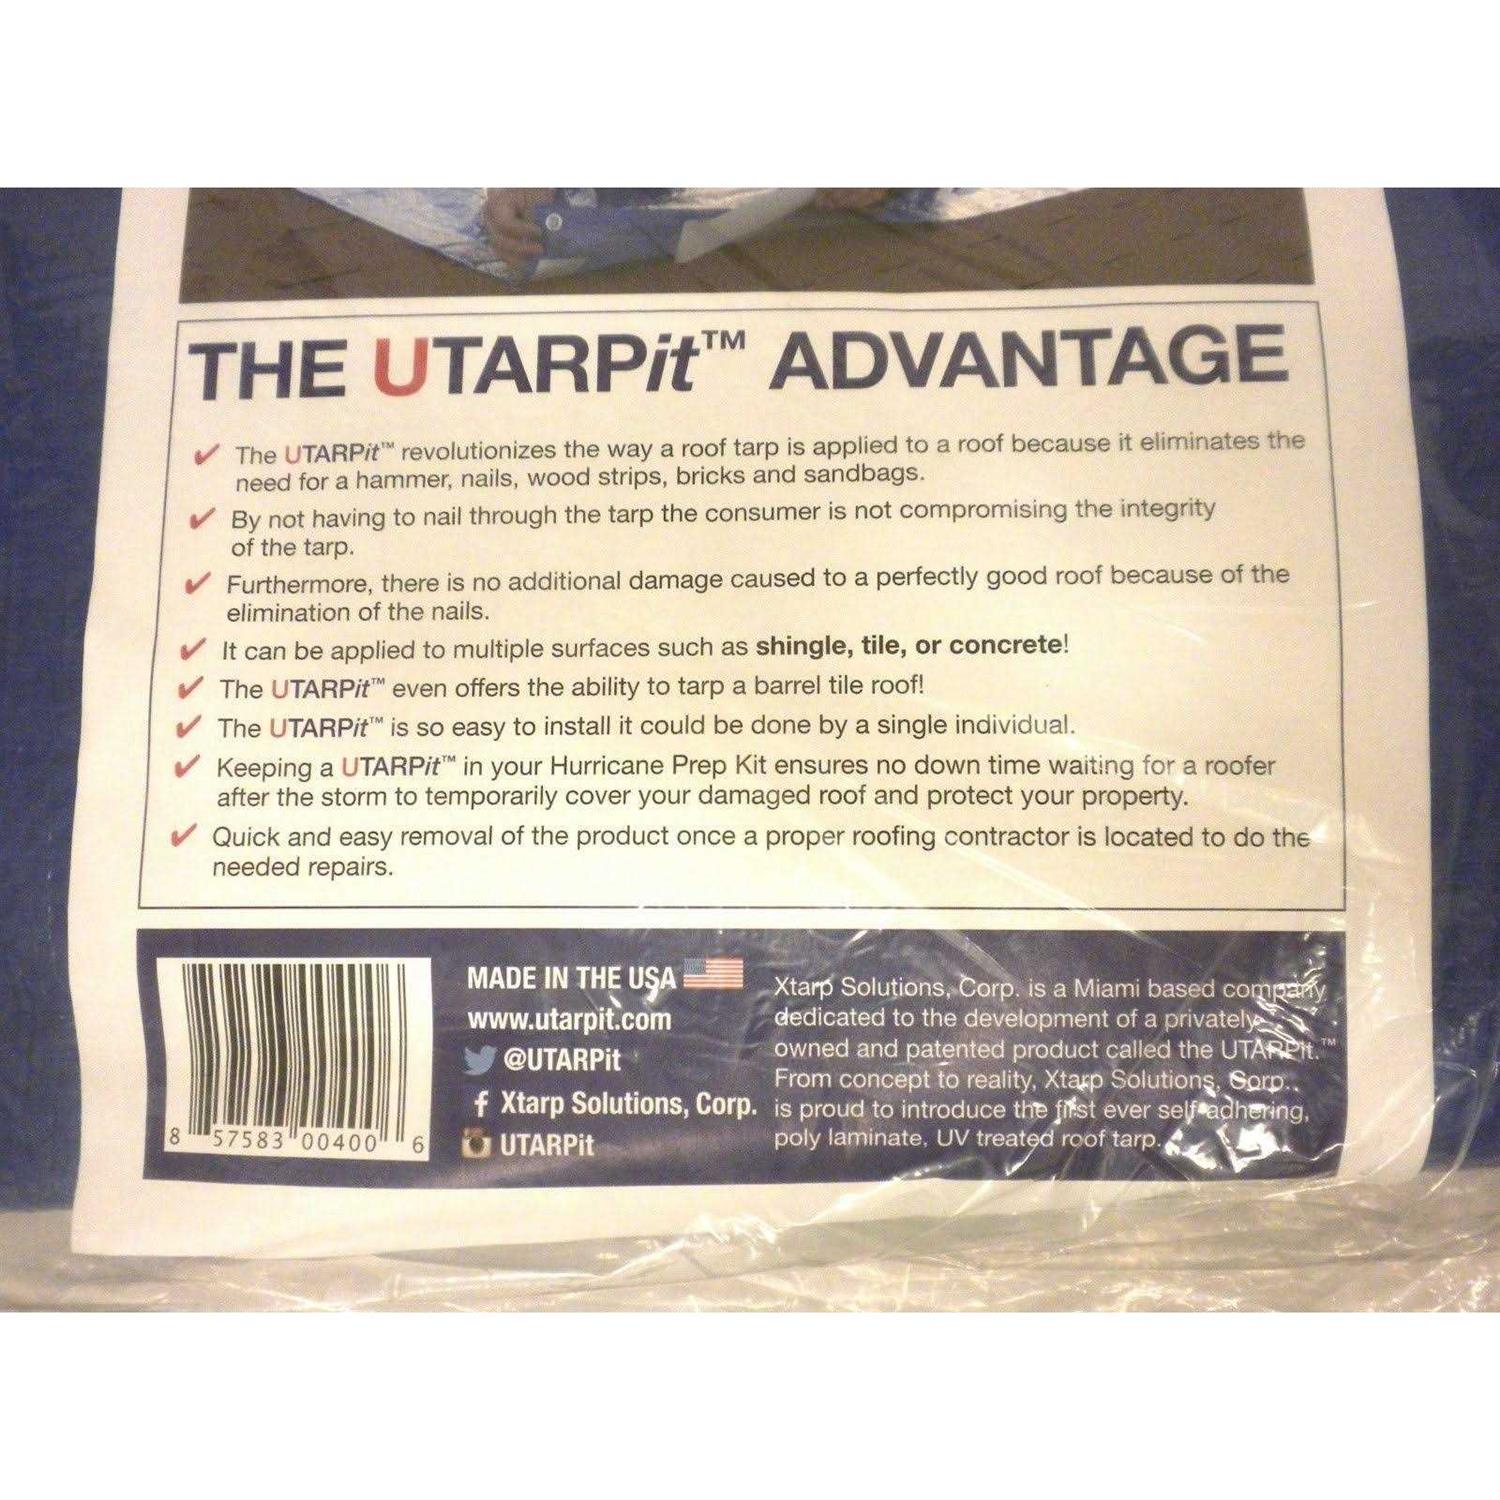 THE UTARPit™ ADVANTAGE
✓ The UTARPit™ revolutionizes the way a roof tarp is applied to a roof because it eliminates the
need for a hammer, nails, wood strips, bricks and sandbags.
✓ By not having to nail through the tarp the consumer is not compromising the integrity
of the tarp.
✓ Furthermore, there is no additional damage caused to a perfectly good roof because of the
elimination of the nails.
✓ It can be applied to multiple surfaces such as shingle, tile, or concrete!
✓ The UTARPit™ even offers the ability to tarp a barrel tile roof!
✓ The UTARPit™ is so easy to install it could be done by a single individual.
✓ Keeping a UTARPit™ in your Hurricane Prep Kit ensures no down time waiting for a roofer
after the storm to temporarily cover your damaged roof and protect your property.
✓ Quick and easy removal of the product once a proper roofing contractor is located to do the
needed repairs.
8 57583 00400 6
MADE IN THE USA
www.utarpit.com
@UTARPit
f Xtarp Solutions, Corp.
UTARPit
Xtarp Solutions, Corp. is a Miami based company
dedicated to the development of a privately
owned and patented product called the UTARPit.™
From concept to reality, Xtarp Solutions, Corp.,
is proud to introduce the first ever self-adhering,
poly laminate, UV treated roof tarp.